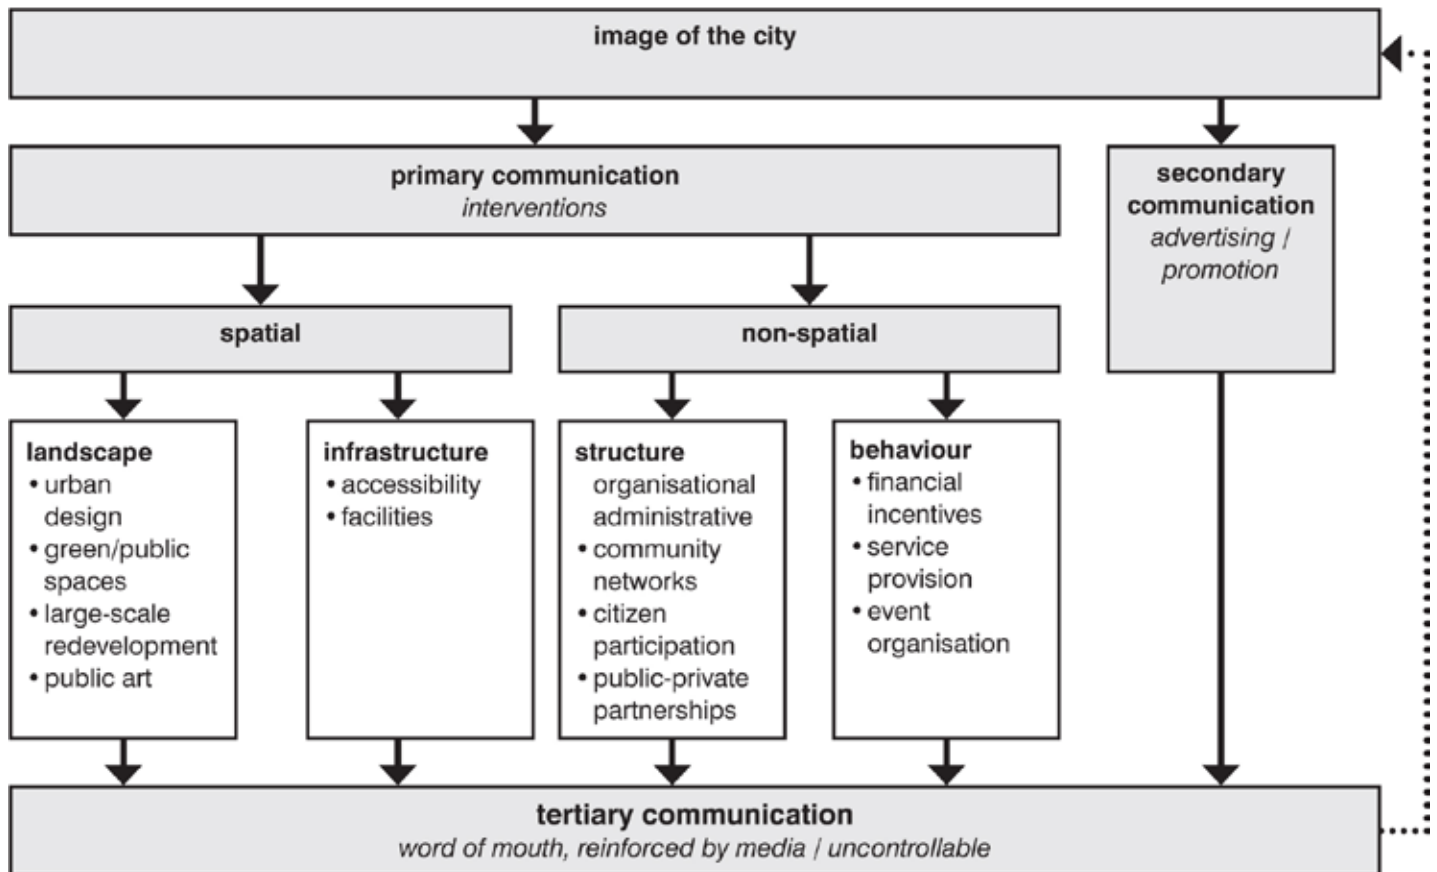 image of the city
primary communication
interventions
secondary
communication
advertising /
promotion
spatial
non-spatial
landscape
• urban
design
• green/public
spaces
• large-scale
redevelopment
• public art
infrastructure
• accessibility
• facilities
structure
organisational
administrative
• community
networks
• citizen
participation
• public-private
partnerships
behaviour
• financial
incentives
• service
provision
• event
organisation
tertiary communication
word of mouth, reinforced by media / uncontrollable